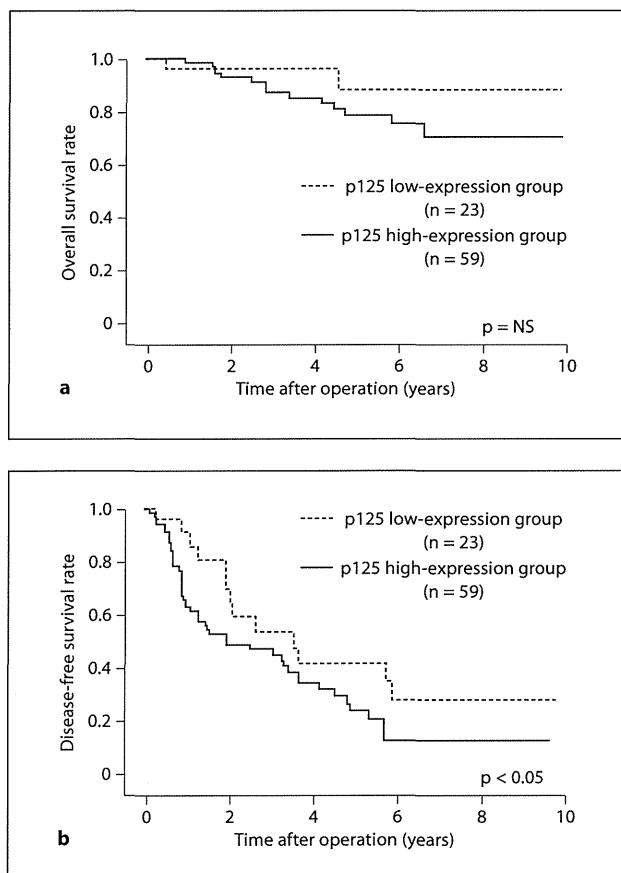 1.0
0.8
0.6
0.4
0.2
0
Overall survival rate
p125 low-expression group
(n = 23)
p125 high-expression group
(n = 59)
p = NS
0 2 4 6 8 10
a
Time after operation (years)
1.0
0.8
0.6
0.4
0.2
0
Disease-free survival rate
p125 low-expression group
(n = 23)
p125 high-expression group
(n = 59)
p < 0.05
0 2 4 6 8 10
b
Time after operation (years)